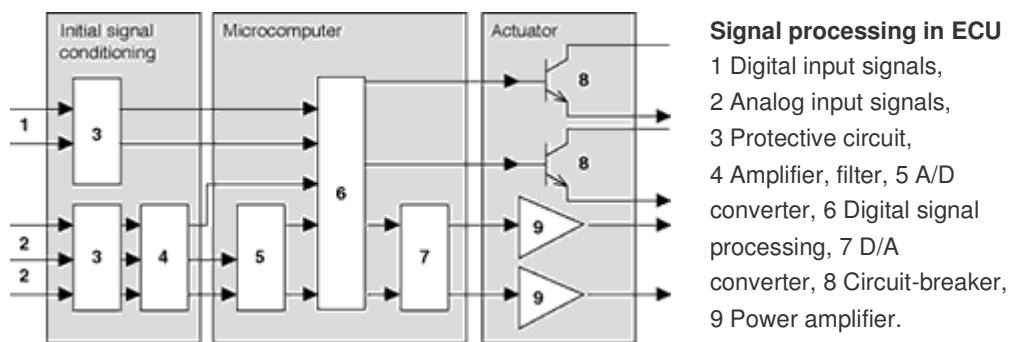 Initial signal
conditioning
Microcomputer
Actuator
1
2
2
3
3
4
5
6
7
8
8
9
9
Signal processing in ECU
1 Digital input signals,
2 Analog input signals,
3 Protective circuit,
4 Amplifier, filter, 5 A/D
converter, 6 Digital signal
processing, 7 D/A
converter, 8 Circuit-breaker,
9 Power amplifier.